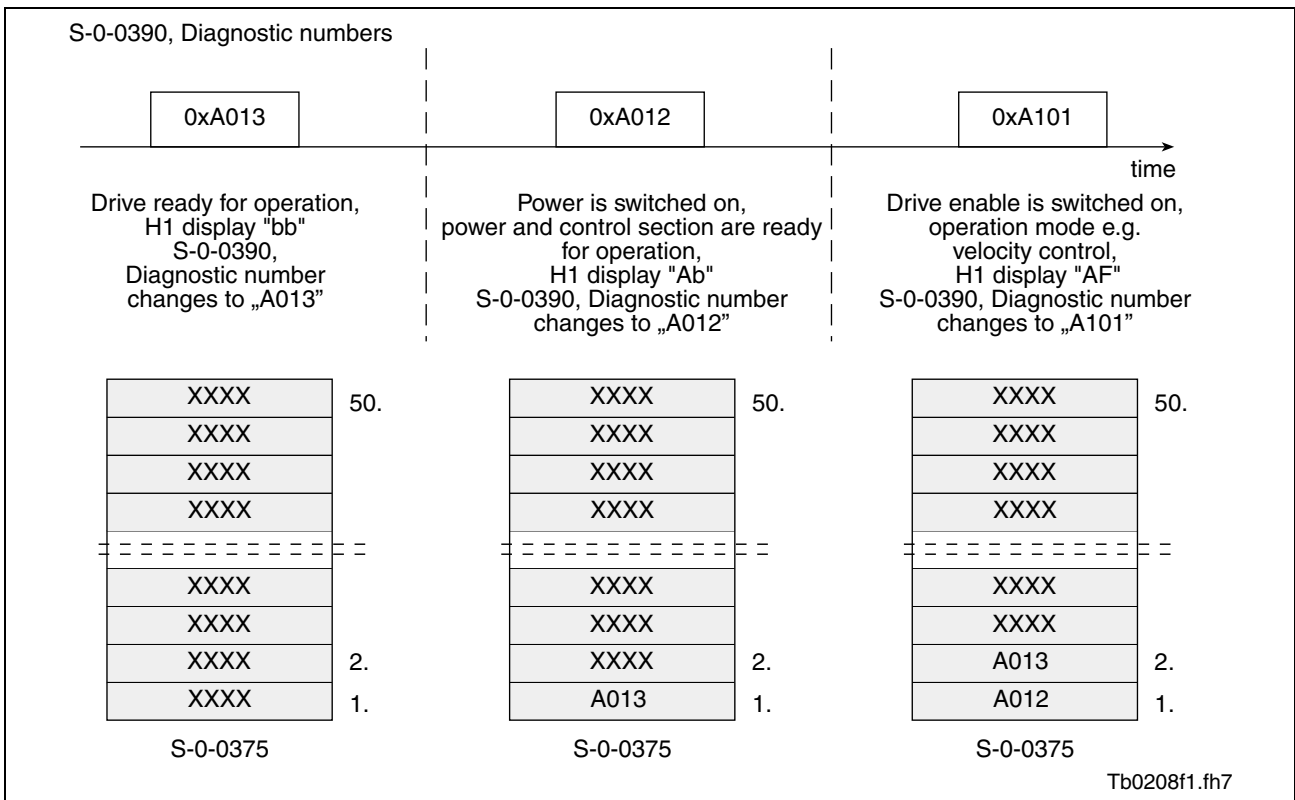 S-0-0390, Diagnostic numbers
0xA013
0xA012
0xA101
time
Drive ready for operation,
H1 display "bb"
S-0-0390,
Diagnostic number
changes to „A013”
Power is switched on,
power and control section are ready
for operation,
H1 display "Ab"
S-0-0390, Diagnostic number
changes to „A012”
Drive enable is switched on,
operation mode e.g.
velocity control,
H1 display "AF"
S-0-0390, Diagnostic number
changes to „A101”
XXXX 50.
XXXX
XXXX
XXXX
XXXX
XXXX
XXXX 2.
XXXX 1.
S-0-0375
XXXX 50.
XXXX
XXXX
XXXX
XXXX
XXXX
XXXX 2.
A013 1.
S-0-0375
XXXX 50.
XXXX
XXXX
XXXX
XXXX
XXXX
A013 2.
A012 1.
S-0-0375
Tb0208f1.fh7